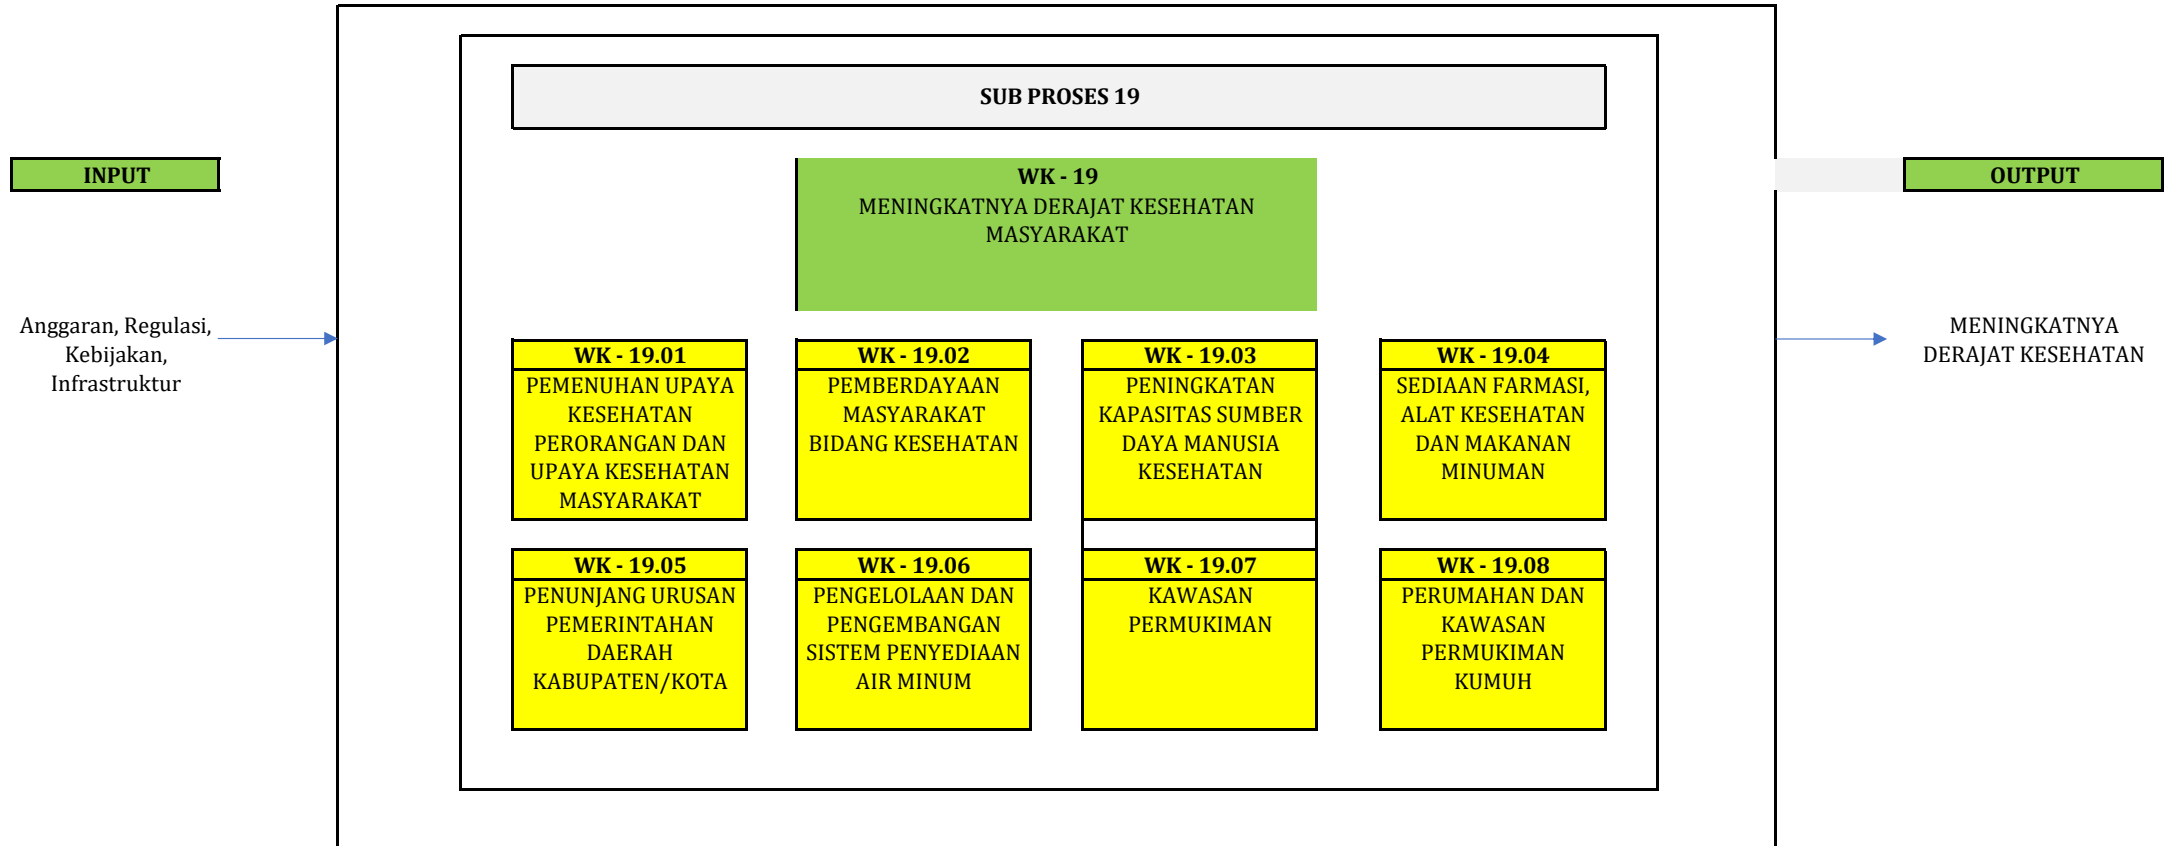 SUB PROSES 19
INPUT
WK - 19
MENINGKATNYA DERAJAT KESEHATAN
MASYARAKAT
OUTPUT
Anggaran, Regulasi,
Kebijakan,
Infrastruktur
MENINGKATNYA
DERAJAT KESEHATAN
WK - 19.01
PEMENUHAN UPAYA
KESEHATAN
PERORANGAN DAN
UPAYA KESEHATAN
MASYARAKAT
WK - 19.02
PEMBERDAYAAN
MASYARAKAT
BIDANG KESEHATAN
WK - 19.03
PENINGKATAN
KAPASITAS SUMBER
DAYA MANUSIA
KESEHATAN
WK - 19.04
SEDIAAN FARMASI,
ALAT KESEHATAN
DAN MAKANAN
MINUMAN
WK - 19.05
PENUNJANG URUSAN
PEMERINTAHAN
DAERAH
KABUPATEN/KOTA
WK - 19.06
PENGELOLAAN DAN
PENGEMBANGAN
SISTEM PENYEDIAAN
AIR MINUM
WK - 19.07
KAWASAN
PERMUKIMAN
WK - 19.08
PERUMAHAN DAN
KAWASAN
PERMUKIMAN
KUMUH